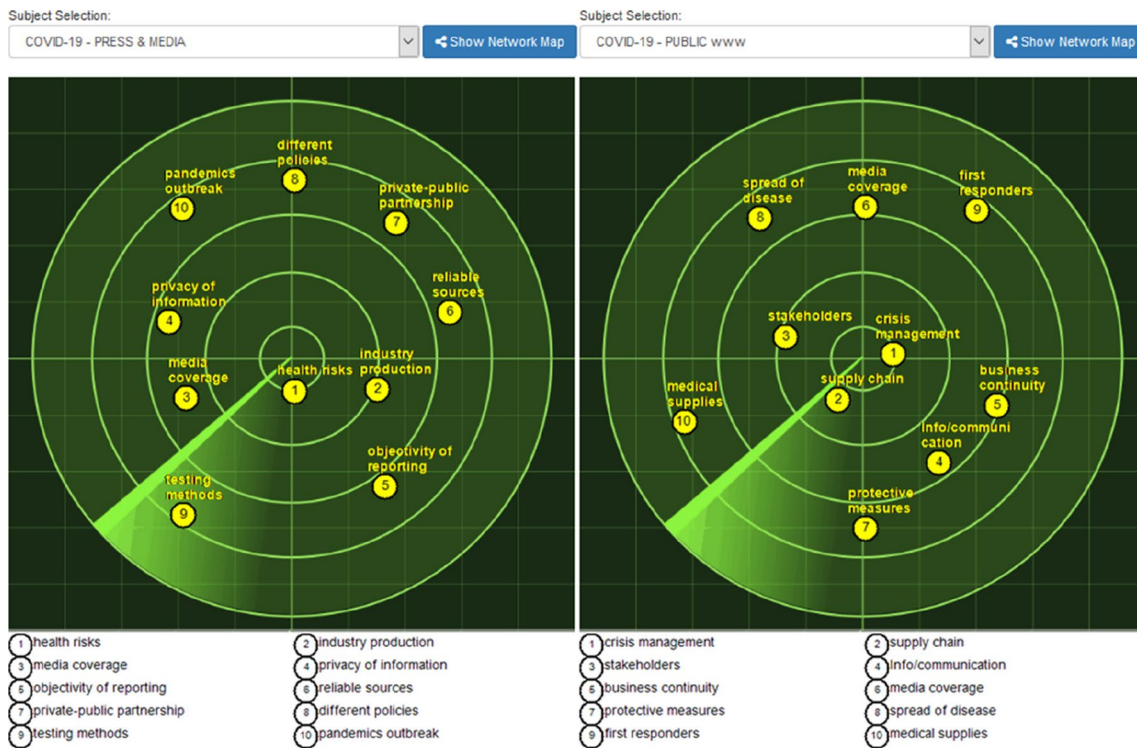 Subject Selection:
COVID-19 - PRESS & MEDIA
Show Network Map
different
policies
8
pandemics
outbreak
10
private-public
partnership
7
reliable
sources
6
privacy of
information
4
industry
production
2
media
coverage
3
health risks
1
objectivity of
reporting
5
testing
methods
9
1 health risks
2 industry production
3 media coverage
4 privacy of information
5 objectivity of reporting
6 reliable sources
7 private-public partnership
8 different policies
9 testing methods
10 pandemics outbreak
Subject Selection:
COVID-19 - PUBLIC www
Show Network Map
media
coverage
6
first
responders
9
spread of
disease
8
stakeholders
3
crisis
management
1
supply chain
2
business
continuity
5
medical
supplies
10
Info/communi
cation
4
protective
measures
7
1 crisis management
2 supply chain
3 stakeholders
4 Info/communication
5 business continuity
6 media coverage
7 protective measures
8 spread of disease
9 first responders
10 medical supplies